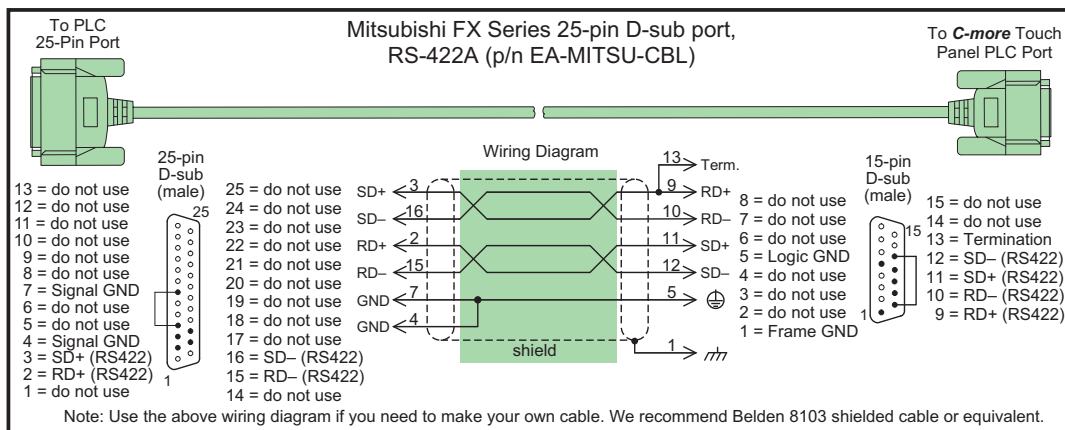 To PLC
25-Pin Port
Mitsubishi FX Series 25-pin D-sub port,
RS-422A (p/n EA-MITSU-CBL)
To C-more Touch
Panel PLC Port
25-pin
D-sub
(male)
25
1
13 = do not use
12 = do not use
11 = do not use
10 = do not use
9 = do not use
8 = do not use
7 = Signal GND
6 = do not use
5 = do not use
4 = Signal GND
3 = SD+ (RS422)
2 = RD+ (RS422)
1 = do not use
25 = do not use
24 = do not use
23 = do not use
22 = do not use
21 = do not use
20 = do not use
19 = do not use
18 = do not use
17 = do not use
16 = SD– (RS422)
15 = RD– (RS422)
14 = do not use
Wiring Diagram
13 Term.
SD+ 3 9 RD+
SD– 16 10 RD–
RD+ 2 11 SD+
RD– 15 12 SD–
GND 7 5
GND 4
shield 1
8 = do not use
7 = do not use
6 = do not use
5 = Logic GND
4 = do not use
3 = do not use
2 = do not use
1 = Frame GND
15-pin
D-sub
(male)
15
1
15 = do not use
14 = do not use
13 = Termination
12 = SD– (RS422)
11 = SD+ (RS422)
10 = RD– (RS422)
9 = RD+ (RS422)
Note: Use the above wiring diagram if you need to make your own cable. We recommend Belden 8103 shielded cable or equivalent.